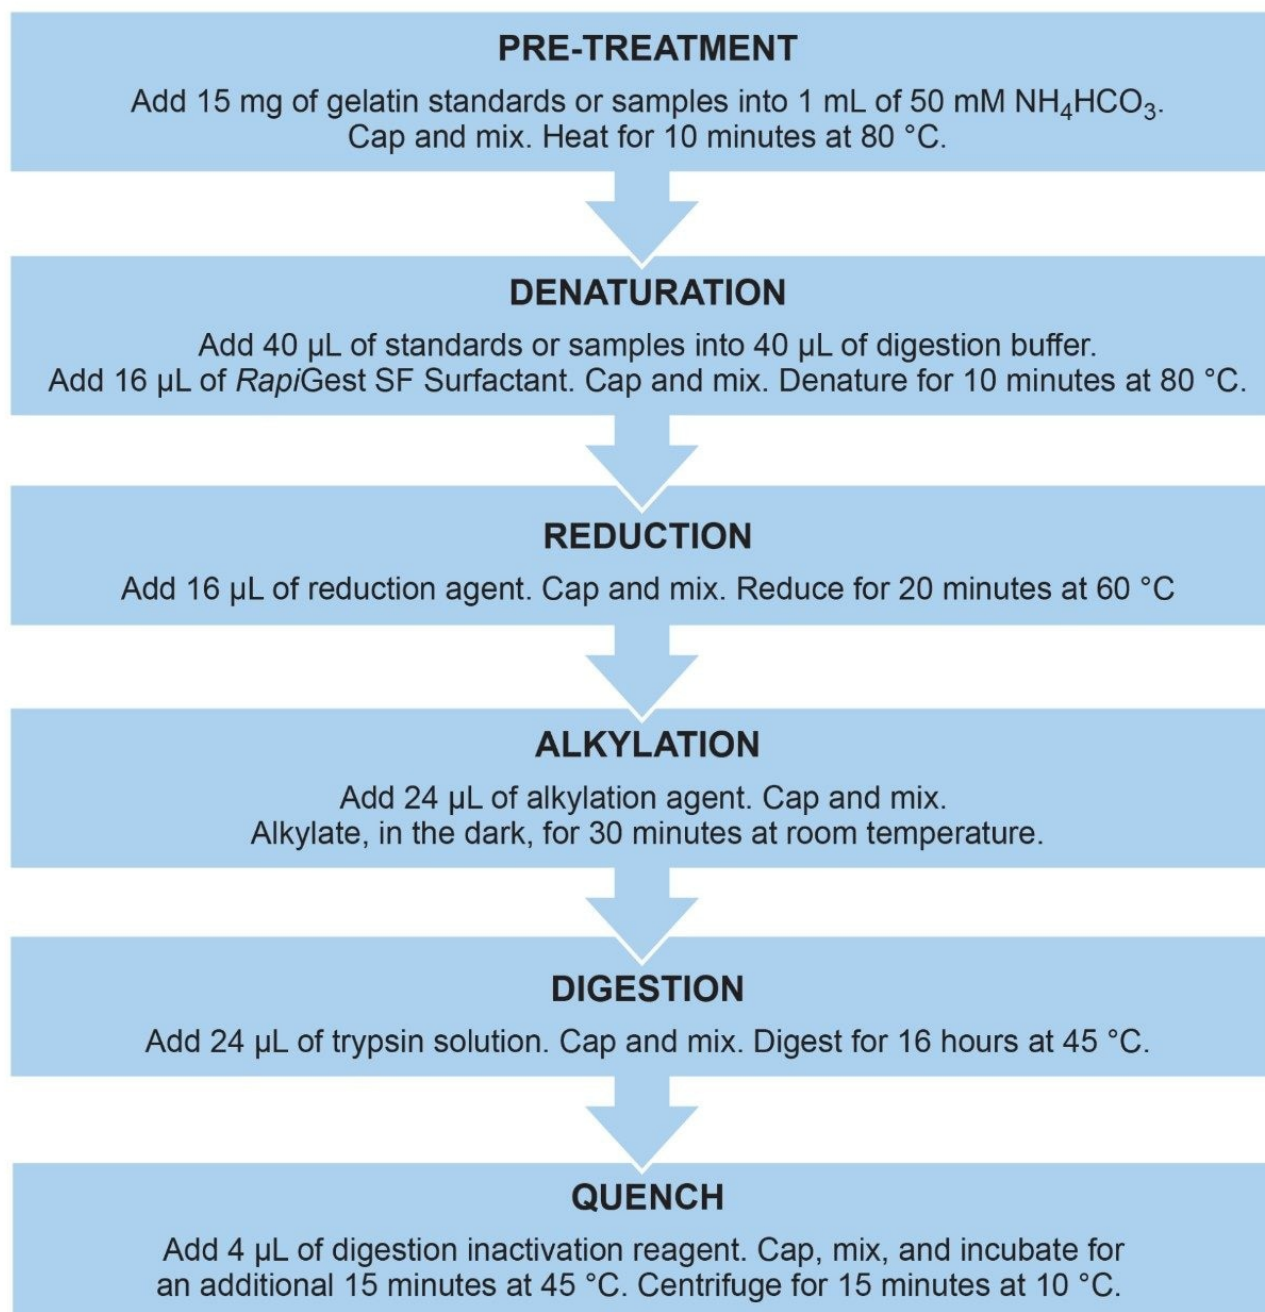 PRE-TREATMENT
Add 15 mg of gelatin standards or samples into 1 mL of 50 mM NH₄HCO₃.
Cap and mix. Heat for 10 minutes at 80 °C.
DENATURATION
Add 40 µL of standards or samples into 40 µL of digestion buffer.
Add 16 µL of RapiGest SF Surfactant. Cap and mix. Denature for 10 minutes at 80 °C.
REDUCTION
Add 16 µL of reduction agent. Cap and mix. Reduce for 20 minutes at 60 °C
ALKYLATION
Add 24 µL of alkylation agent. Cap and mix.
Alkylate, in the dark, for 30 minutes at room temperature.
DIGESTION
Add 24 µL of trypsin solution. Cap and mix. Digest for 16 hours at 45 °C.
QUENCH
Add 4 µL of digestion inactivation reagent. Cap, mix, and incubate for
an additional 15 minutes at 45 °C. Centrifuge for 15 minutes at 10 °C.